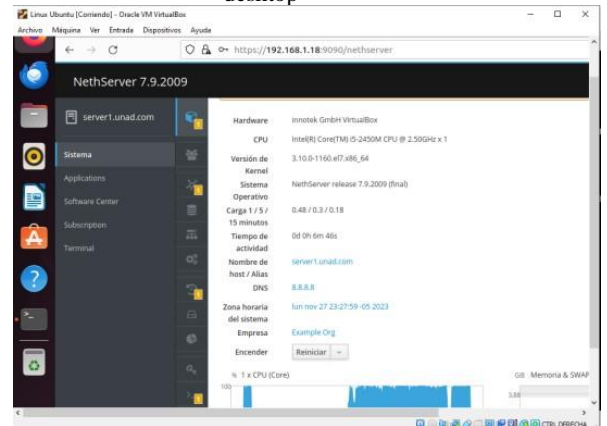 desktop
Linux Ubuntu [Corriendo] - Oracle VM VirtualBox
Archivo Máquina Ver Entrada Dispositivos Ayuda
https://192.168.1.18:9090/nethserver
NethServer 7.9.2009
server1.unad.com
Sistema
Applications
Software Center
Subscription
Terminal
Hardware innotek GmbH VirtualBox
CPU Intel(R) Core(TM) i5-2450M CPU @ 2.50GHz x 1
Versión de Kernel 3.10.0-1160.el7.x86_64
Sistema Operativo NethServer release 7.9.2009 (final)
Carga 1 / 5 / 15 minutos 0.48 / 0.3 / 0.18
Tiempo de actividad 0d 0h 6m 46s
Nombre de host / Alias server1.unad.com
DNS 8.8.8.8
Zona horaria del sistema lun nov 27 23:27:59 -05 2023
Empresa Example Org
Encender Reiniciar
% 1 x CPU (Core)
100
GB Memoria & SWAP
3.88
CTRL DERECHA